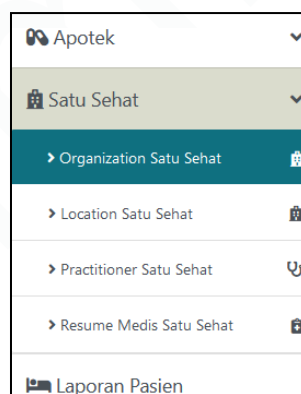 Apotek
Satu Sehat
Organization Satu Sehat
Location Satu Sehat
Practitioner Satu Sehat
Resume Medis Satu Sehat
Laporan Pasien